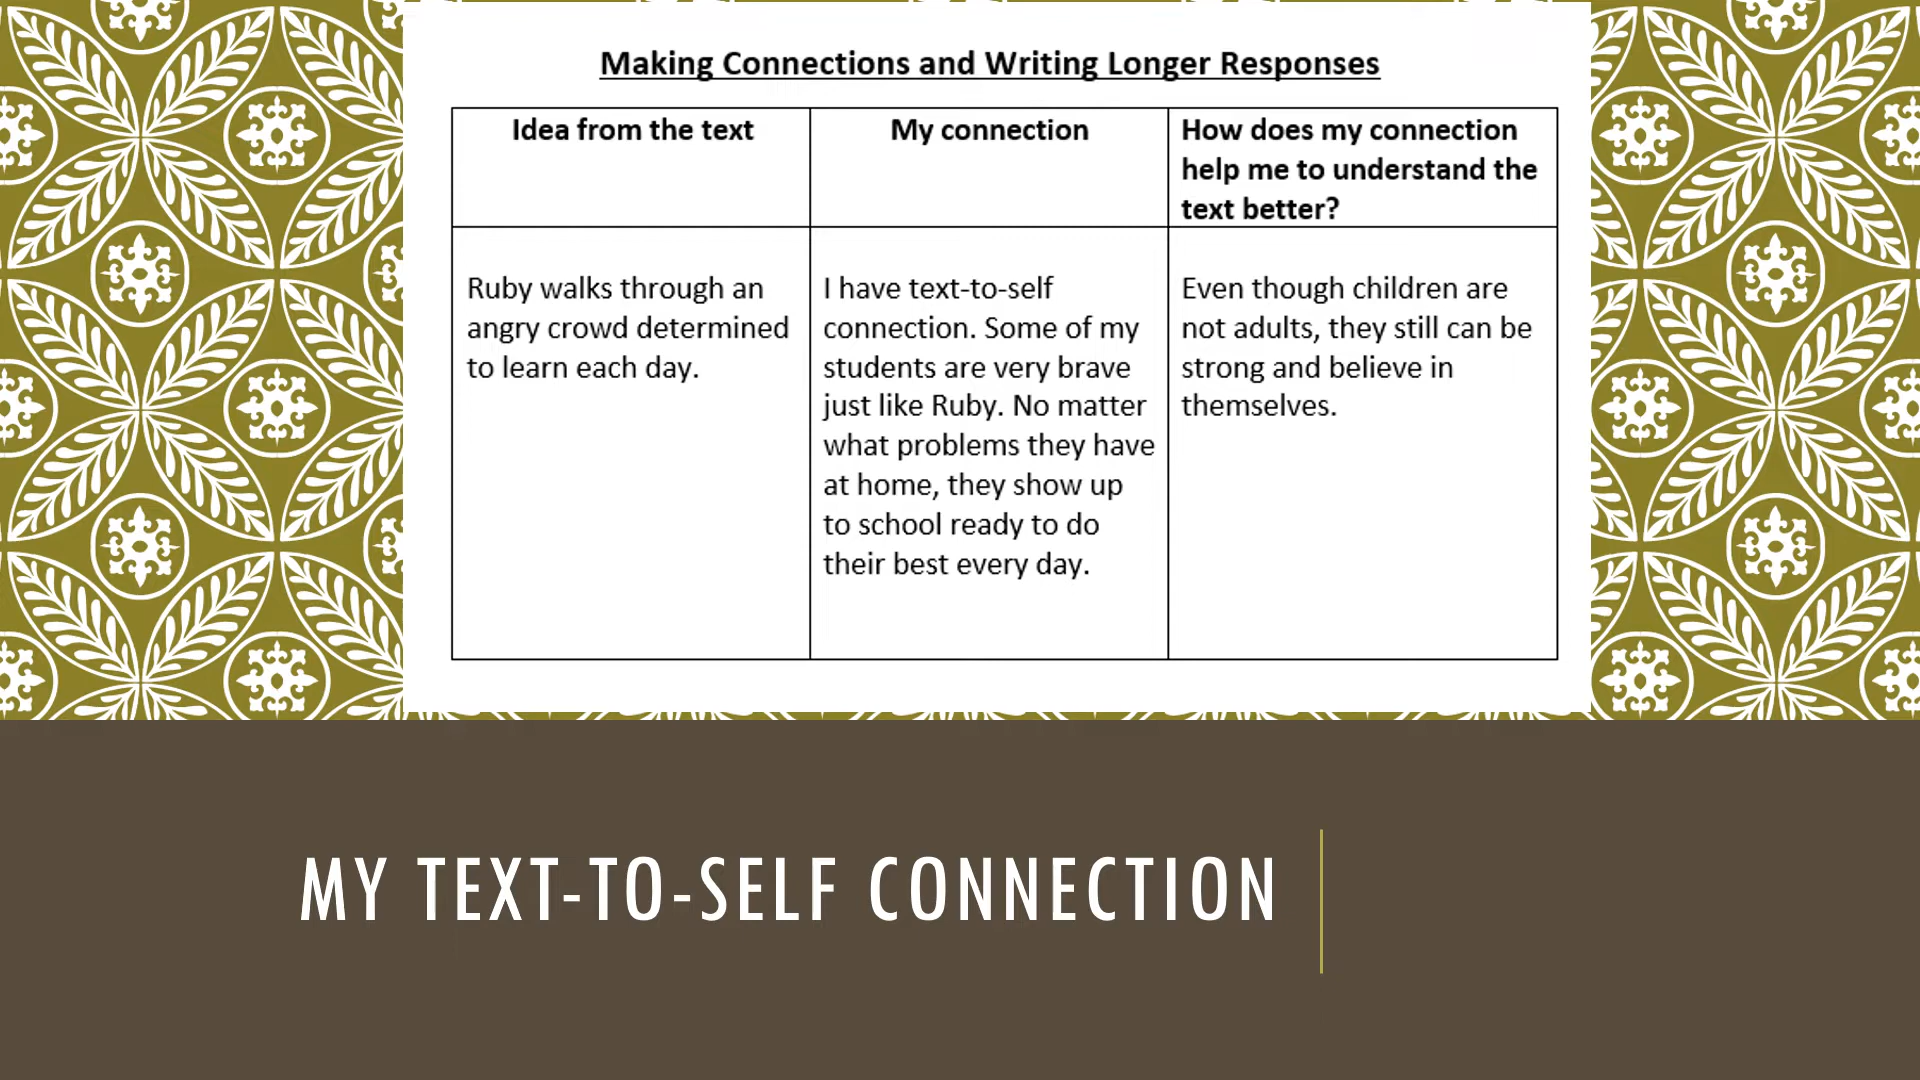 Making Connections and Writing Longer Responses
Idea from the text
My connection
How does my connection
help me to understand the
text better?
Ruby walks through an
angry crowd determined
to learn each day.
I have text-to-self
connection. Some of my
students are very brave
just like Ruby. No matter
what problems they have
at home, they show up
to school ready to do
their best every day.
Even though children are
not adults, they still can be
strong and believe in
themselves.
MY TEXT-TO-SELF CONNECTION